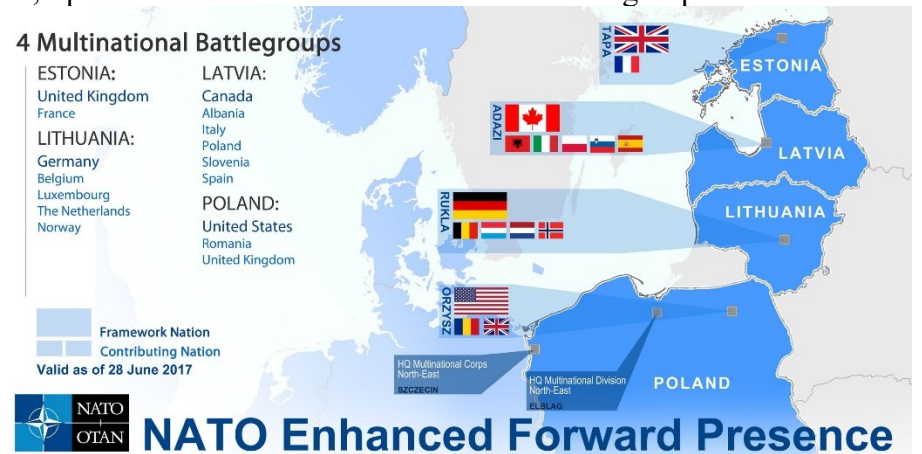 4 Multinational Battlegroups
ESTONIA:
United Kingdom
France
LITHUANIA:
Germany
Belgium
Luxembourg
The Netherlands
Norway
LATVIA:
Canada
Albania
Italy
Poland
Slovenia
Spain
POLAND:
United States
Romania
United Kingdom
Framework Nation
Contributing Nation
Valid as of 28 June 2017
TAPA
ESTONIA
ADAZI
LATVIA
RUKLA
LITHUANIA
ORZYSZ
HQ Multinational Corps
North-East
SZCZECIN
HQ Multinational Division
North-East
ELBLAG
POLAND
NATO
OTAN
NATO Enhanced Forward Presence